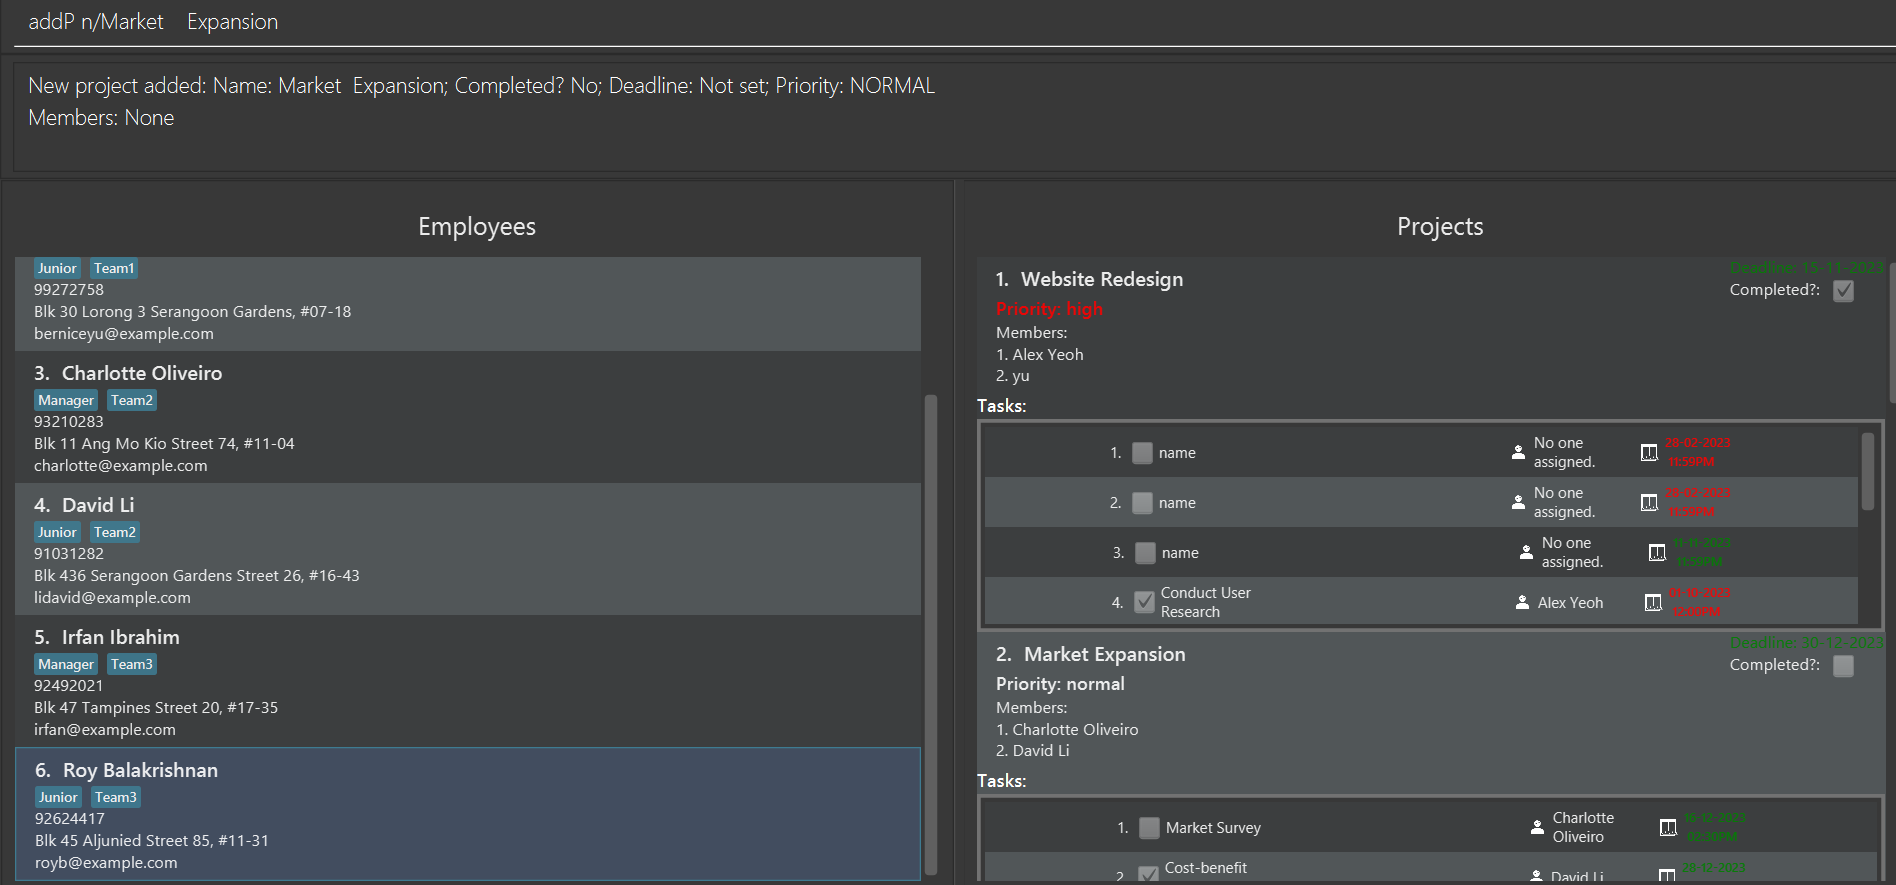 addP n/Market   Expansion
New project added: Name: Market  Expansion; Completed? No; Deadline: Not set; Priority: NORMAL
Members: None
Employees
Junior Team1
99272758
Blk 30 Lorong 3 Serangoon Gardens, #07-18
berniceyu@example.com
3. Charlotte Oliveiro
Manager Team2
93210283
Blk 11 Ang Mo Kio Street 74, #11-04
charlotte@example.com
4. David Li
Junior Team2
91031282
Blk 436 Serangoon Gardens Street 26, #16-43
lidavid@example.com
5. Irfan Ibrahim
Manager Team3
92492021
Blk 47 Tampines Street 20, #17-35
irfan@example.com
6. Roy Balakrishnan
Junior Team3
92624417
Blk 45 Aljunied Street 85, #11-31
royb@example.com
Projects
1. Website Redesign
Deadline: 15-11-2023
Completed?:
Priority: high
Members:
1. Alex Yeoh
2. yu
Tasks:
1. name
No one
assigned.
28-02-2023
11:59PM
2. name
No one
assigned.
28-02-2023
11:59PM
3. name
No one
assigned.
11-11-2023
11:59PM
4. Conduct User
Research
Alex Yeoh
01-10-2023
12:00PM
2. Market Expansion
Deadline: 30-12-2023
Completed?:
Priority: normal
Members:
1. Charlotte Oliveiro
2. David Li
Tasks:
1. Market Survey
Charlotte
Oliveiro
16-12-2023
02:30PM
2. Cost-benefit
David Li
28-12-2023